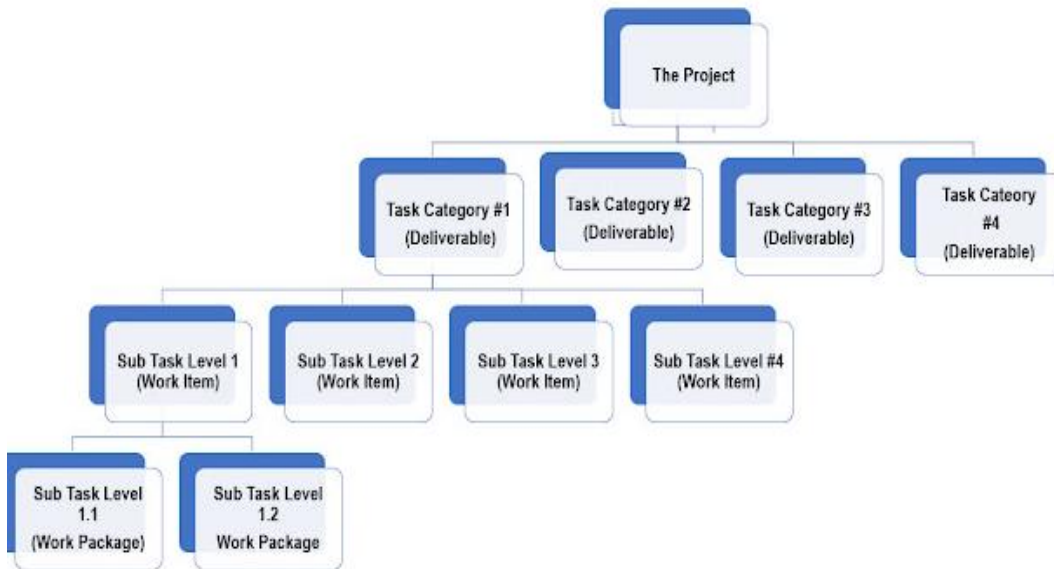 The Project
Task Category #1
(Deliverable)
Task Category #2
(Deliverable)
Task Category #3
(Deliverable)
Task Cateory
#4
(Deliverable)
Sub Task Level 1
(Work Item)
Sub Task Level 2
(Work Item)
Sub Task Level 3
(Work Item)
Sub Task Level #4
(Work Item)
Sub Task Level
1.1
(Work Package)
Sub Task Level
1.2
Work Package